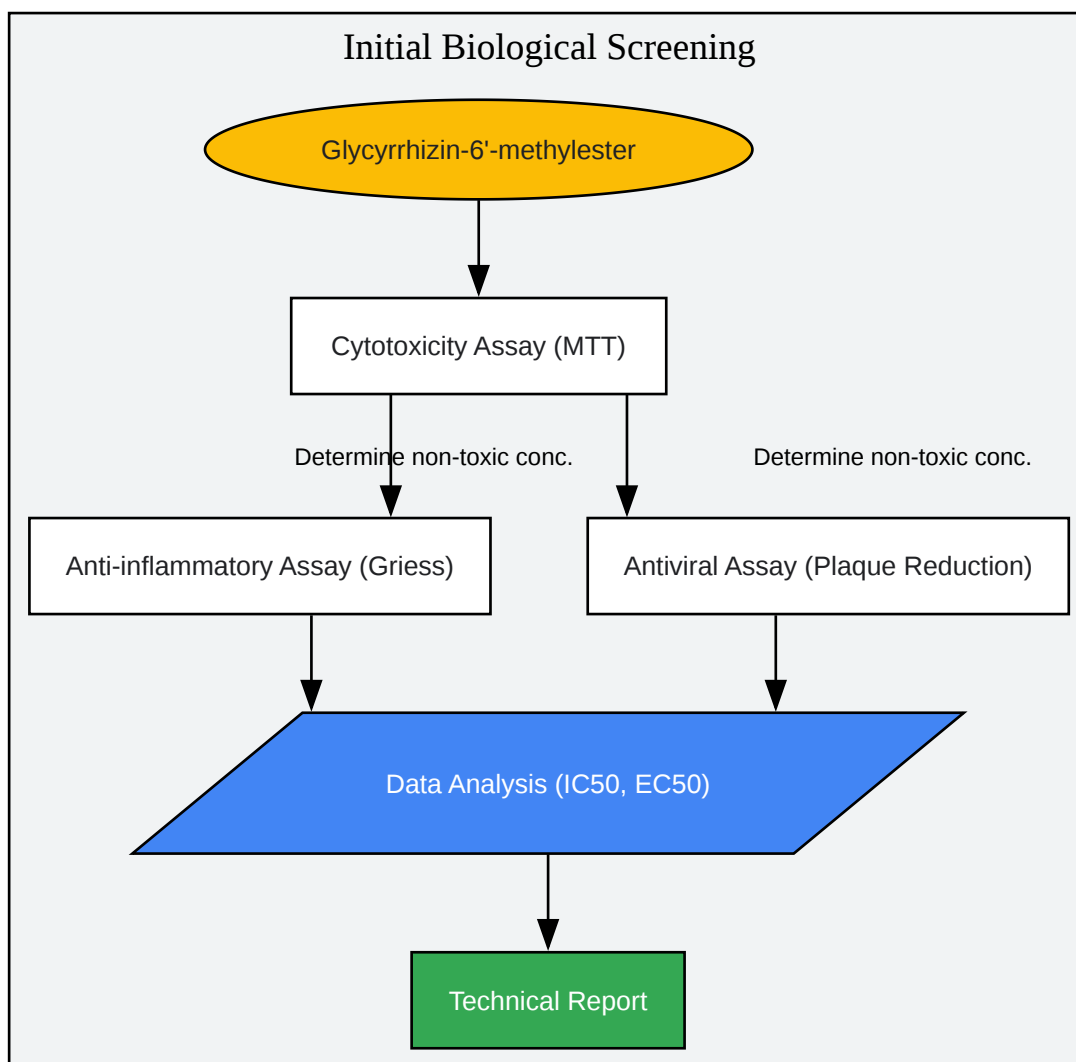 Initial Biological Screening
Glycyrrhizin-6'-methylester
Cytotoxicity Assay (MTT)
Determine non-toxic conc.
Determine non-toxic conc.
Anti-inflammatory Assay (Griess)
Antiviral Assay (Plaque Reduction)
Data Analysis (IC50, EC50)
Technical Report